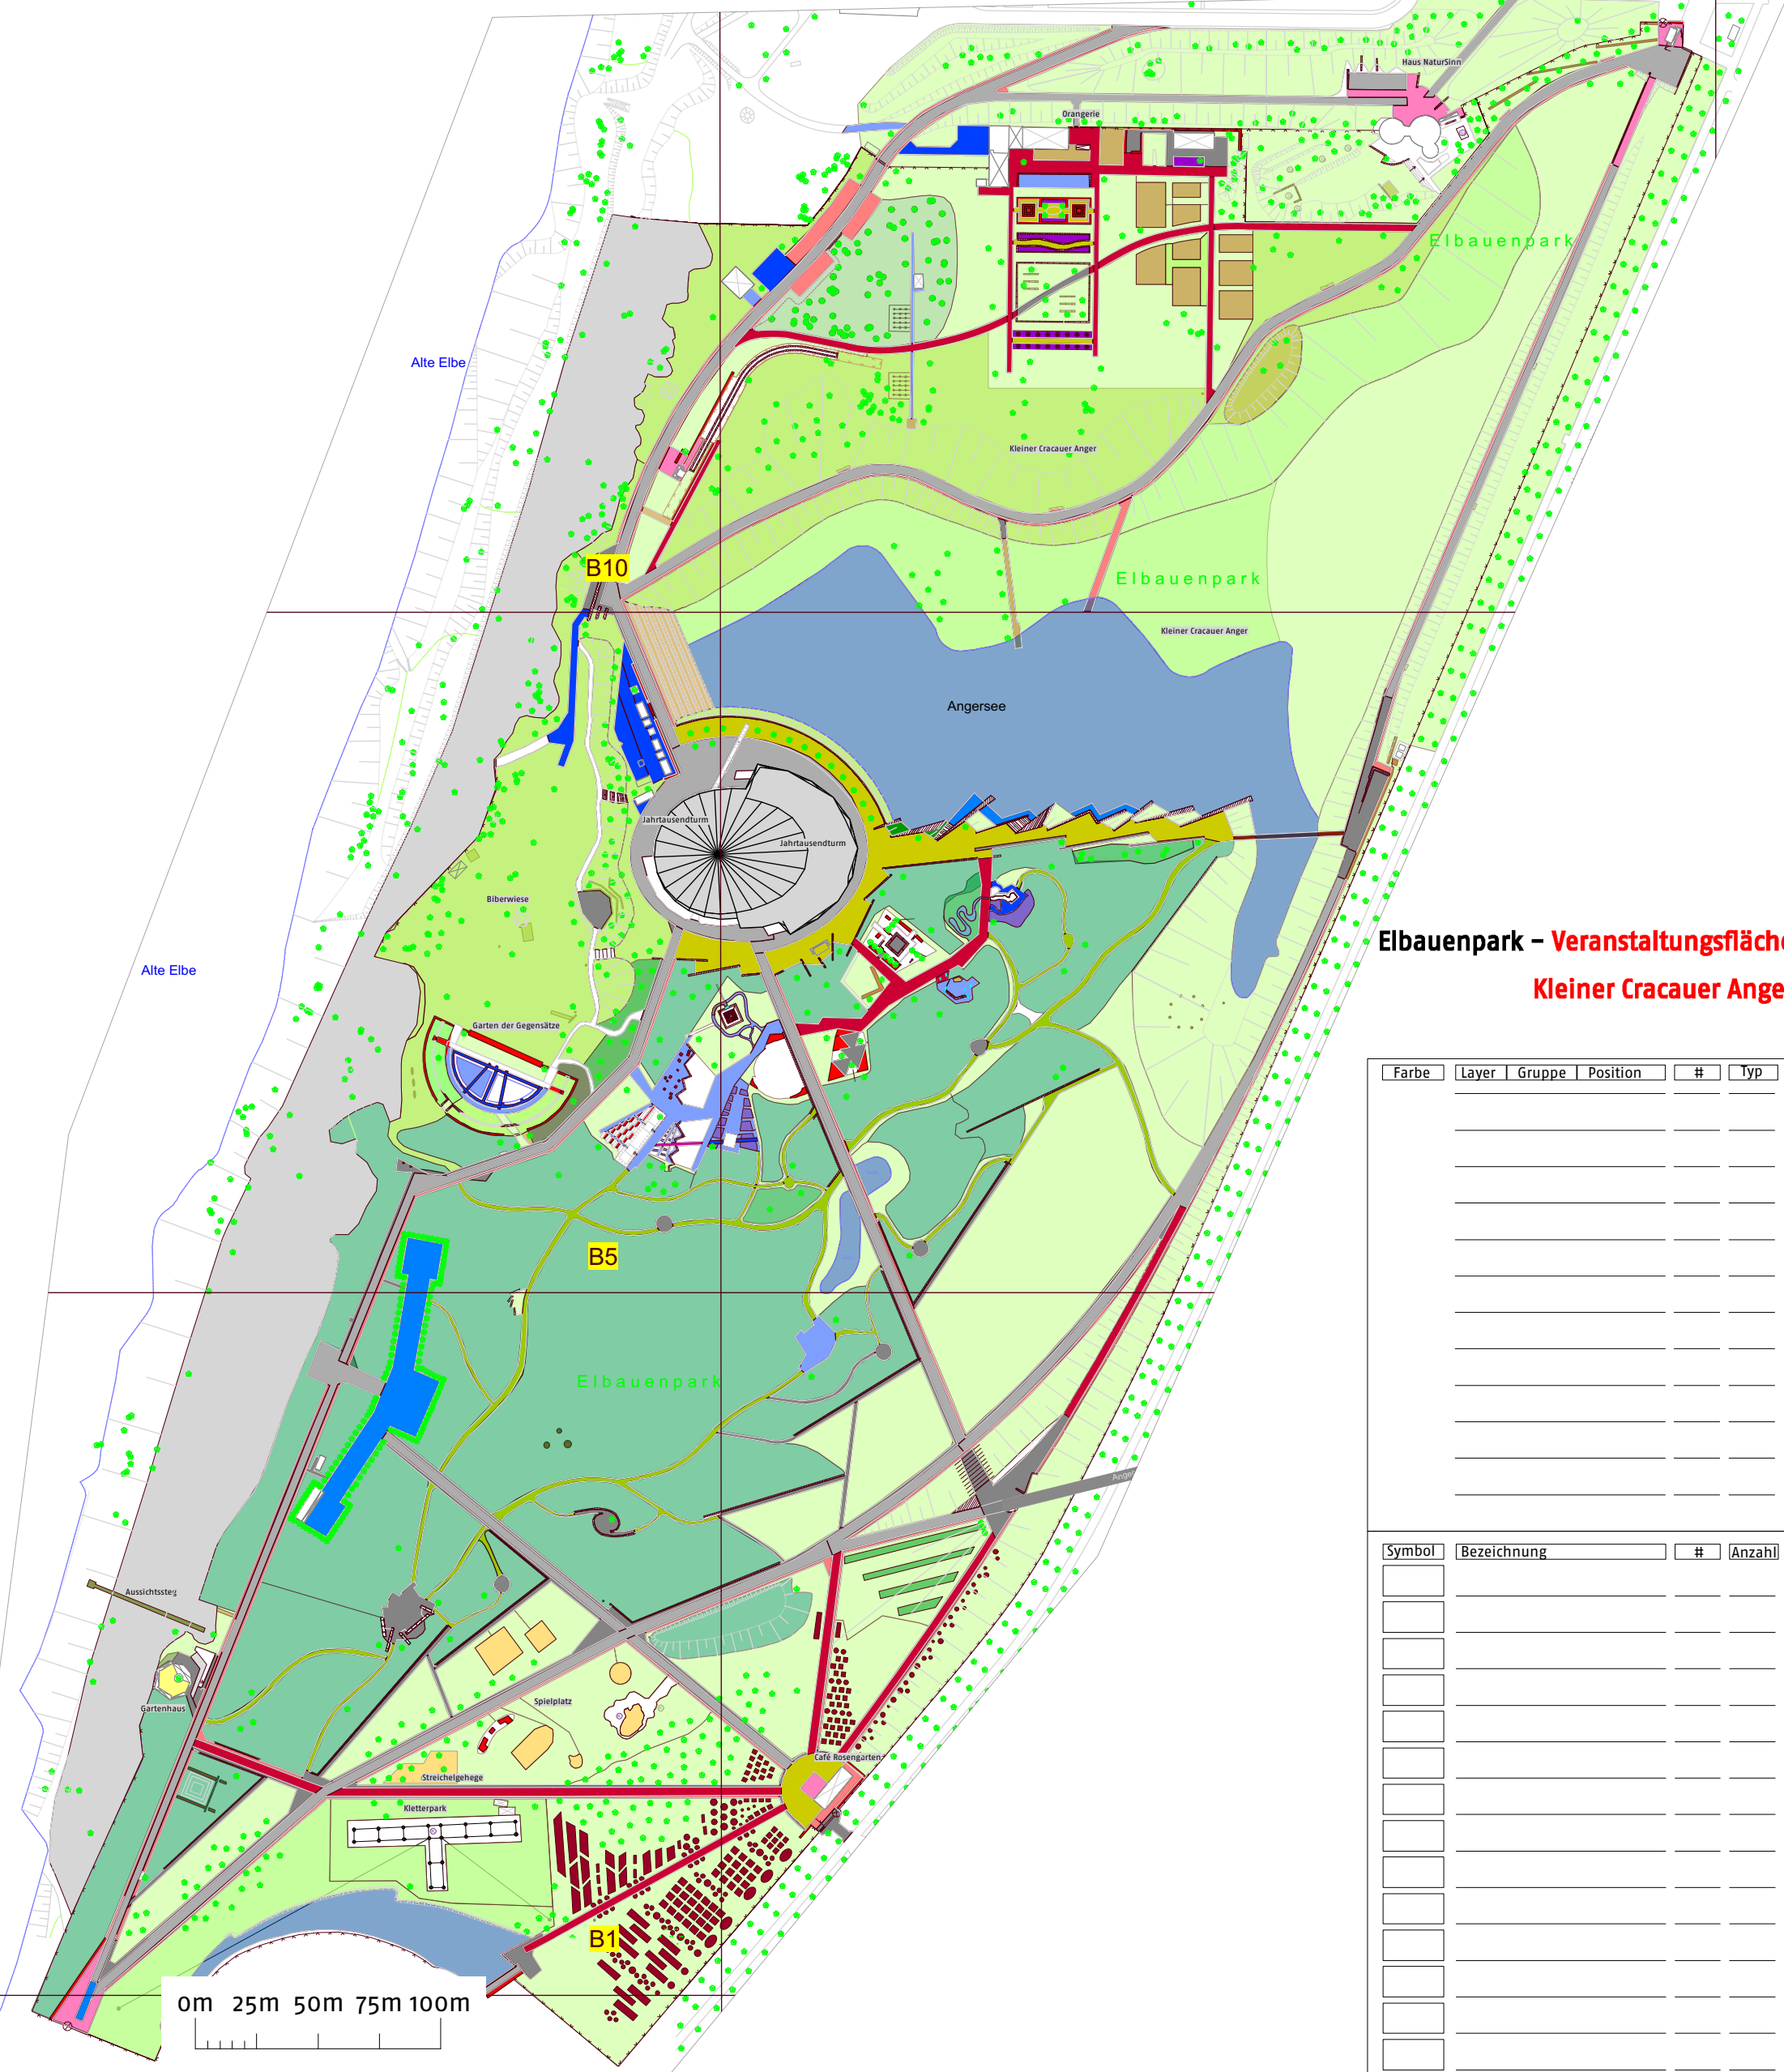 Haus NaturSinn
Orangerie
Elbauenpark
Alte Elbe
Kleiner Cracauer Anger
B10
Elbauenpark
Kleiner Cracauer Anger
Angersee
Jahrtausendturm
Jahrtausendturm
Biberwiese
Elbauenpark – Veranstaltungsfläche
Alte Elbe
Kleiner Cracauer Ange
Garten der Gegensätze
Farbe Layer Gruppe Position # Typ
B5
Elbauenpark
Anger
Symbol Bezeichnung # Anzahl
Aussichtssteg
Gartenhaus
Spielplatz
Café Rosengarten
Streichelgehege
Kletterpark
B1
0m 25m 50m 75m 100m